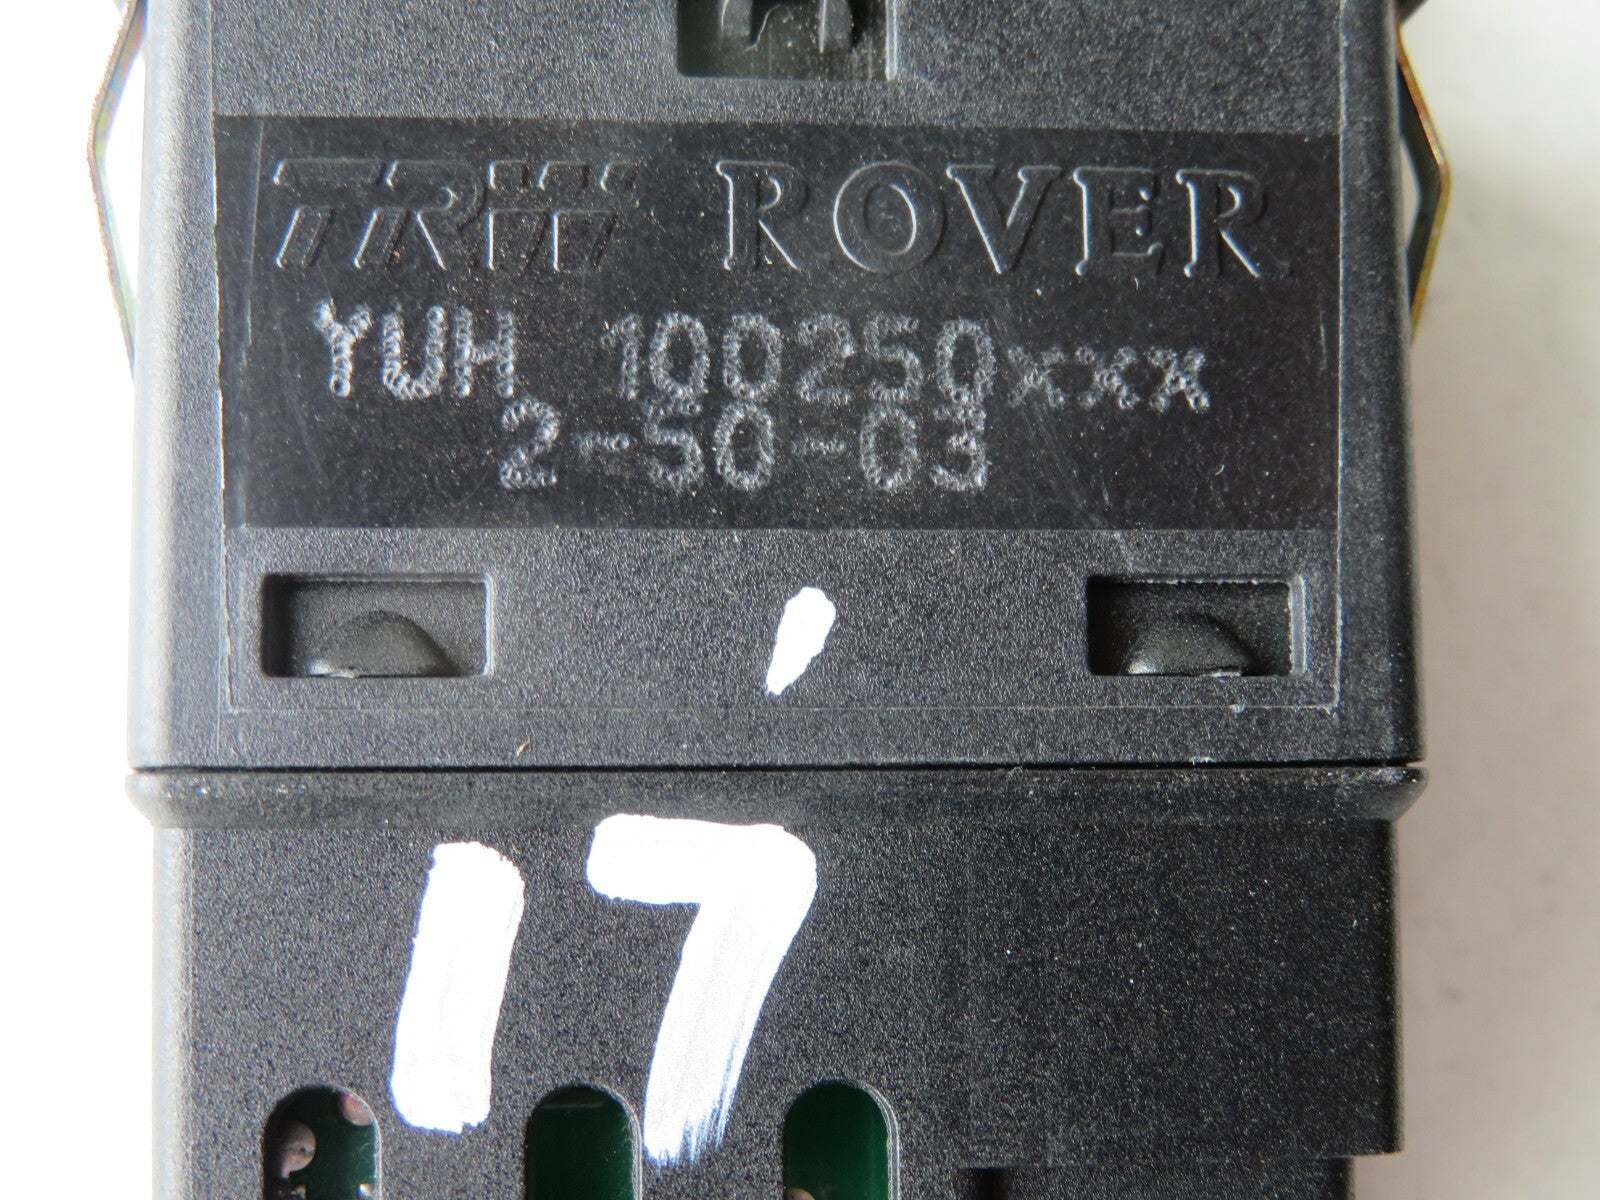 TRW ROVER
YUH 100250xxx
2-50-03
17